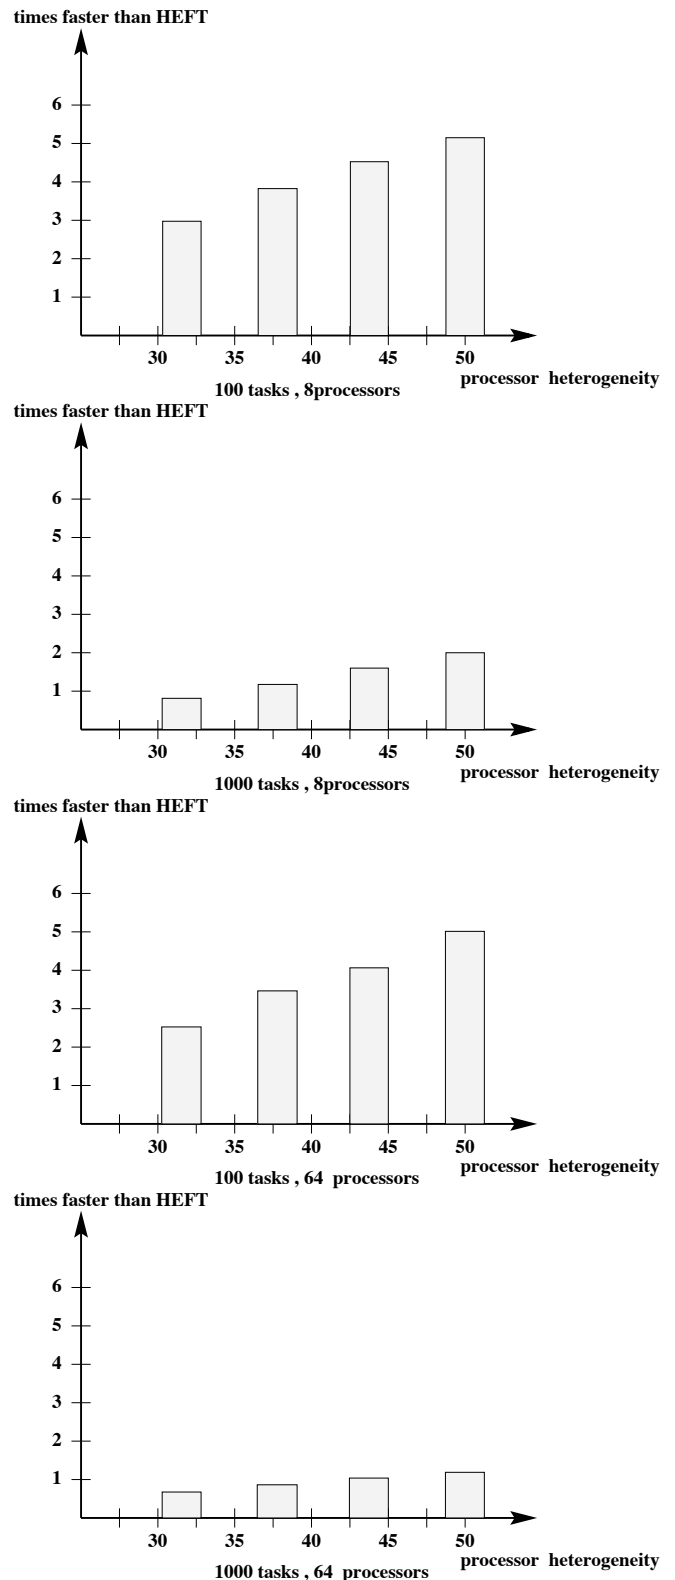 times faster than HEFT
6
5
4
3
2
1
30 35 40 45 50
processor heterogeneity
100 tasks , 8processors
times faster than HEFT
6
5
4
3
2
1
30 35 40 45 50
processor heterogeneity
1000 tasks , 8processors
times faster than HEFT
6
5
4
3
2
1
30 35 40 45 50
processor heterogeneity
100 tasks , 64 processors
times faster than HEFT
6
5
4
3
2
1
30 35 40 45 50
processor heterogeneity
1000 tasks , 64 processors